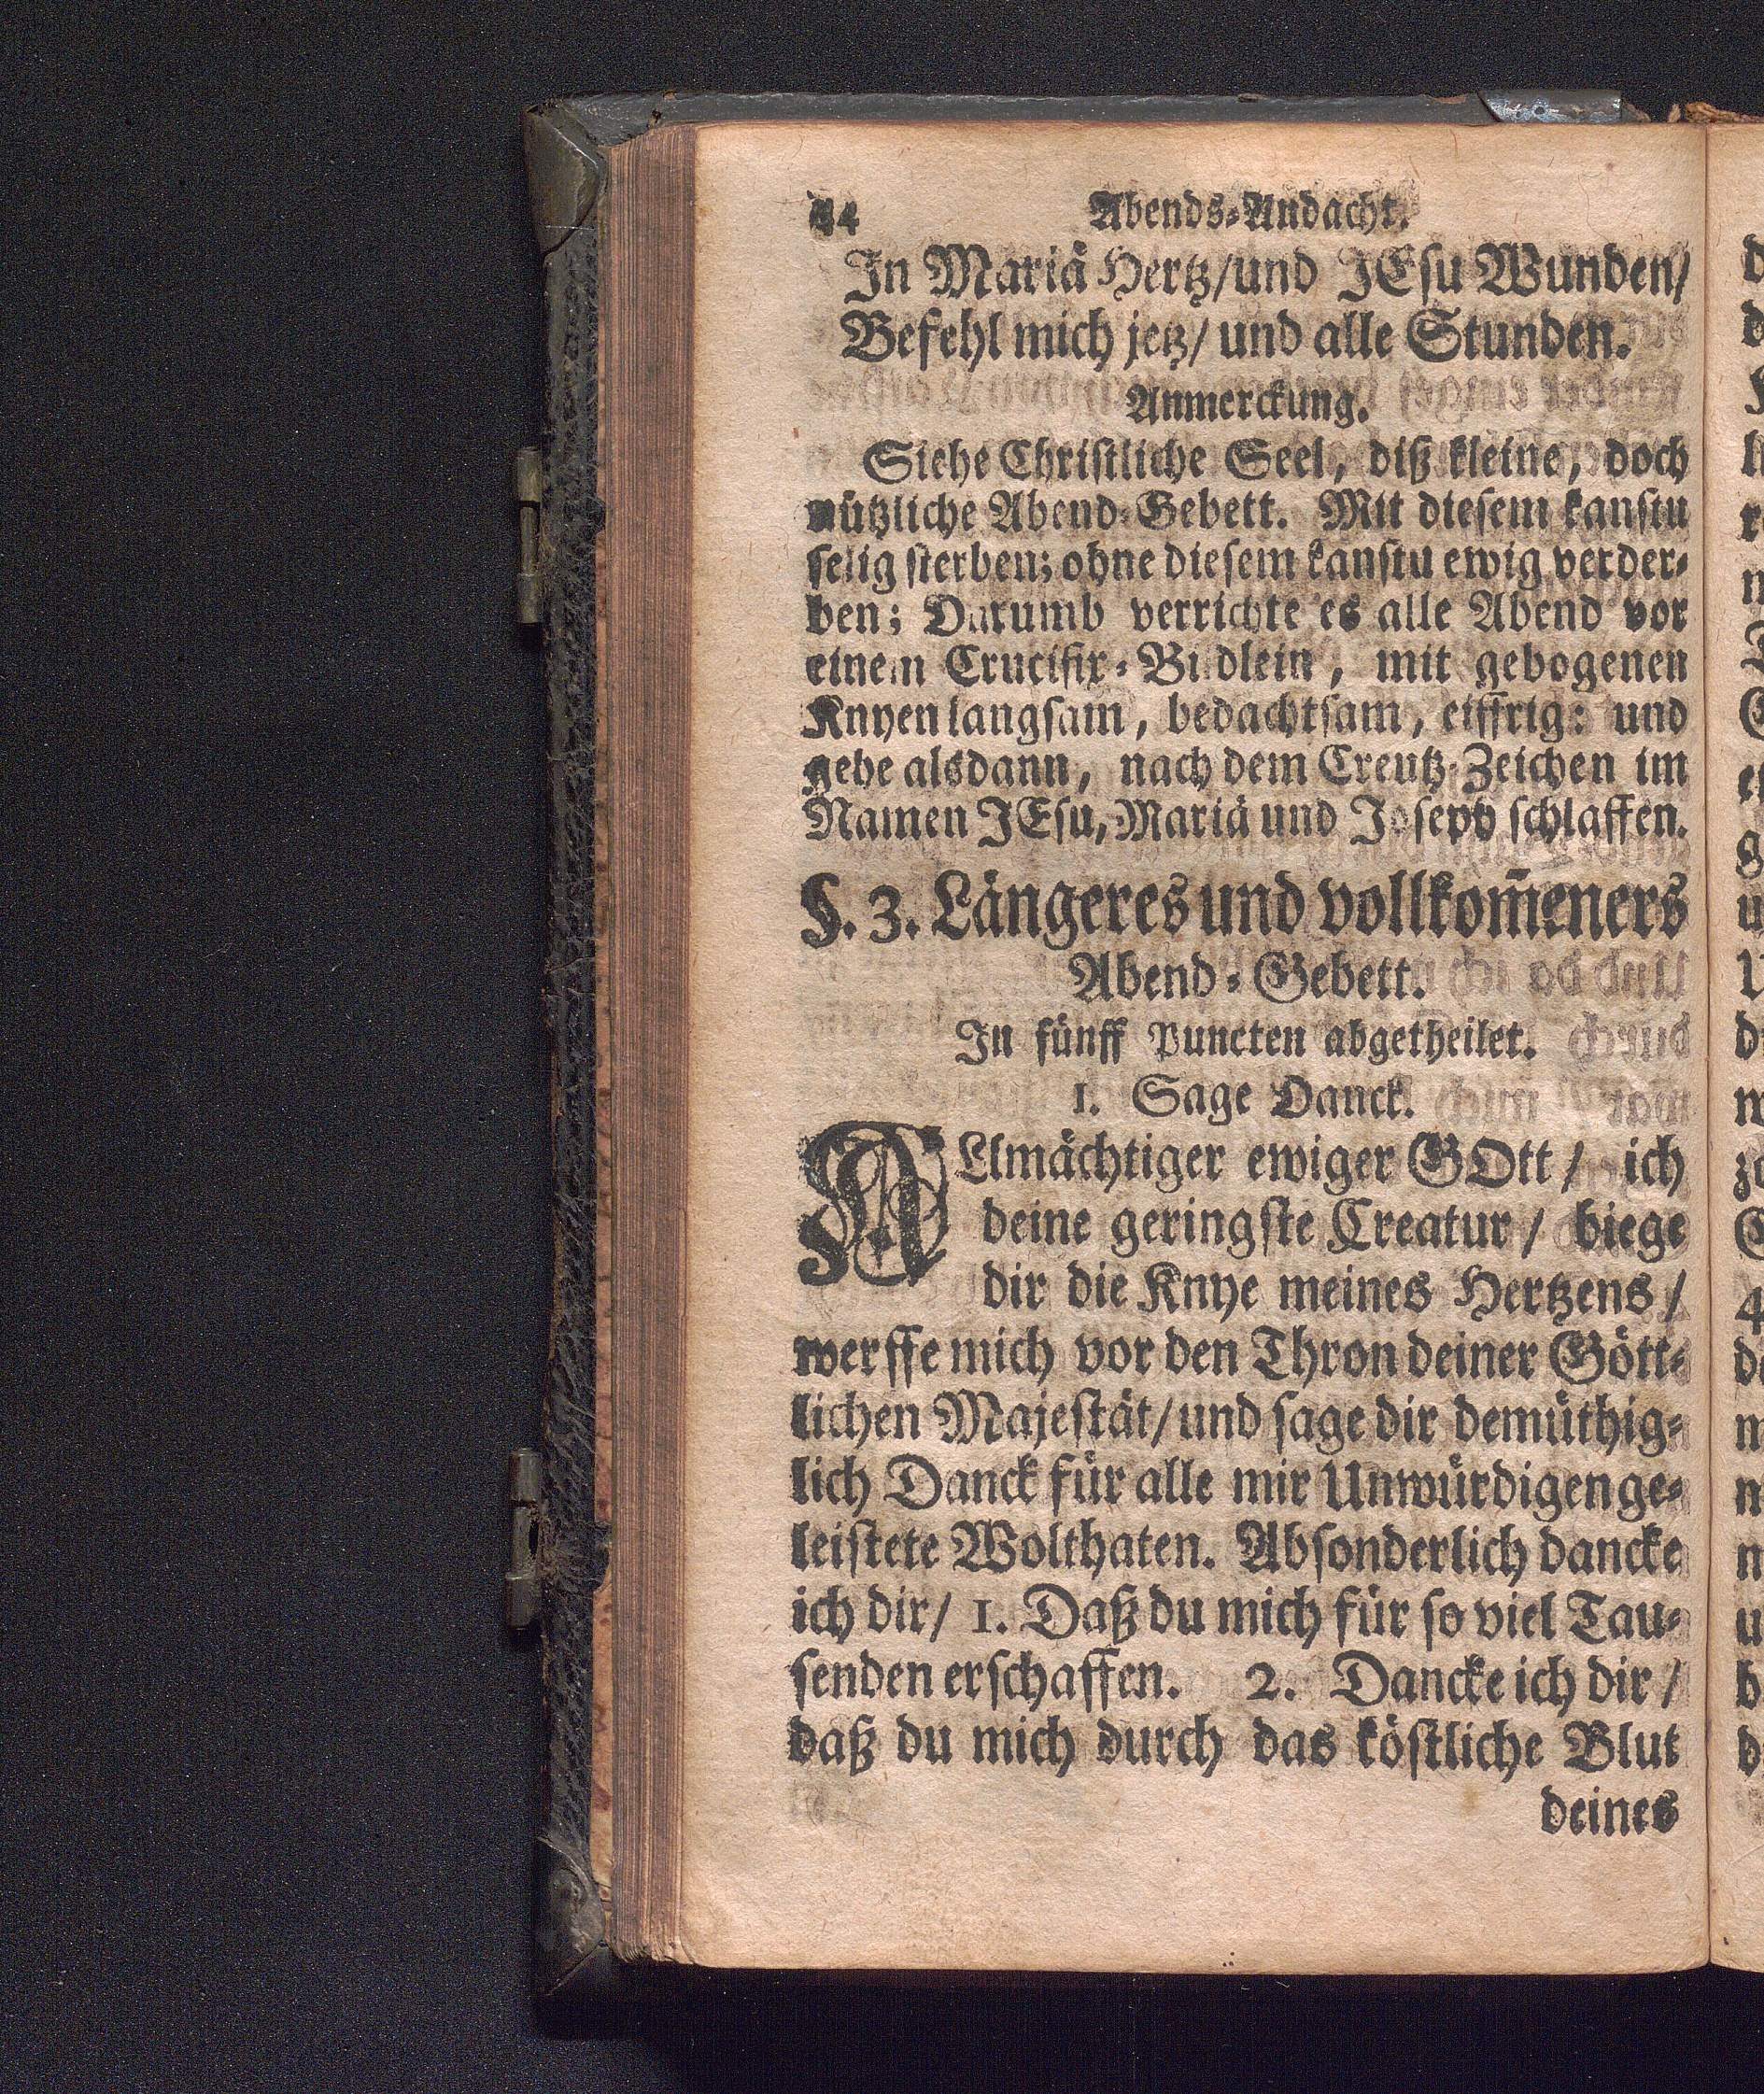 44 Abends-Andacht.
In Mariä Hertz/und JEsu Wunden/
Befehl mich jetz/ und alle Stunden.
Anmerckung.
Siehe Christliche Seel, diß kleine, doch
nützliche Abend-Gebett. Mit diesem kanstu
selig sterben; ohne diesem kanstu ewig verder-
ben; Darumb verrichte es alle Abend vor
einem Crucifix-Bildlein, mit gebogenen
Knyen langsam, bedachtsam, eiffrig: und
gehe alsdann, nach dem Creutz-Zeichen im
Namen JEsu, Mariä und Joseph schlaffen.
§. 3. Längeres und vollkom̄eners
Abend-Gebett.
In fünff Puncten abgetheilet.
1. Sage Danck.
ALlmächtiger ewiger GOtt/ ich
deine geringste Creatur/ biege
dir die Knye meines Hertzens/
werffe mich vor den Thron deiner Gött-
lichen Majestät/und sage dir demüthig-
lich Danck für alle mir Unwürdigen ge-
leistete Wolthaten. Absonderlich dancke
ich dir/ 1. Daß du mich für so viel Tau-
senden erschaffen. 2. Dancke ich dir/
daß du mich durch das köstliche Blut
deines